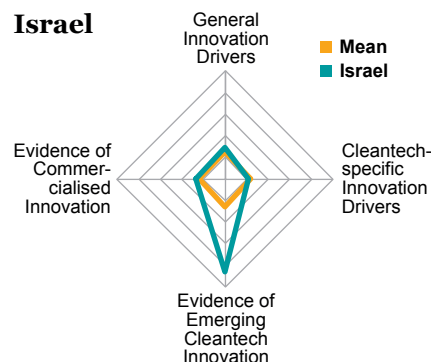 Israel
General
Innovation
Drivers
Mean
Israel
Evidence of
Commer-
cialised
Innovation
Cleantech-
specific
Innovation
Drivers
Evidence of
Emerging
Cleantech
Innovation